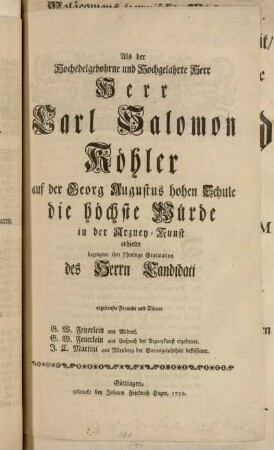 Als der
Hochedelgebohrne und Hochgelahrte Herr
Herr
Carl Salomon
Köhler
auf der Georg Augustus hohen Schule
die höchste Würde
in der Arzney-Kunst
erhielte
bezeugten ihre schuldige Gratulation
des Herrn Candidati
ergebenste Freunde und Diener
G. W. Feuerlein aus Altdorf,
G. W. Feuerlein aus der Arzneykunst ergebener.
J. C. Martini aus Nürnberg der Gottesgelahrheit beflissener.
Göttingen,
gedruckt bey Johann Friedrich Hager, 1750.